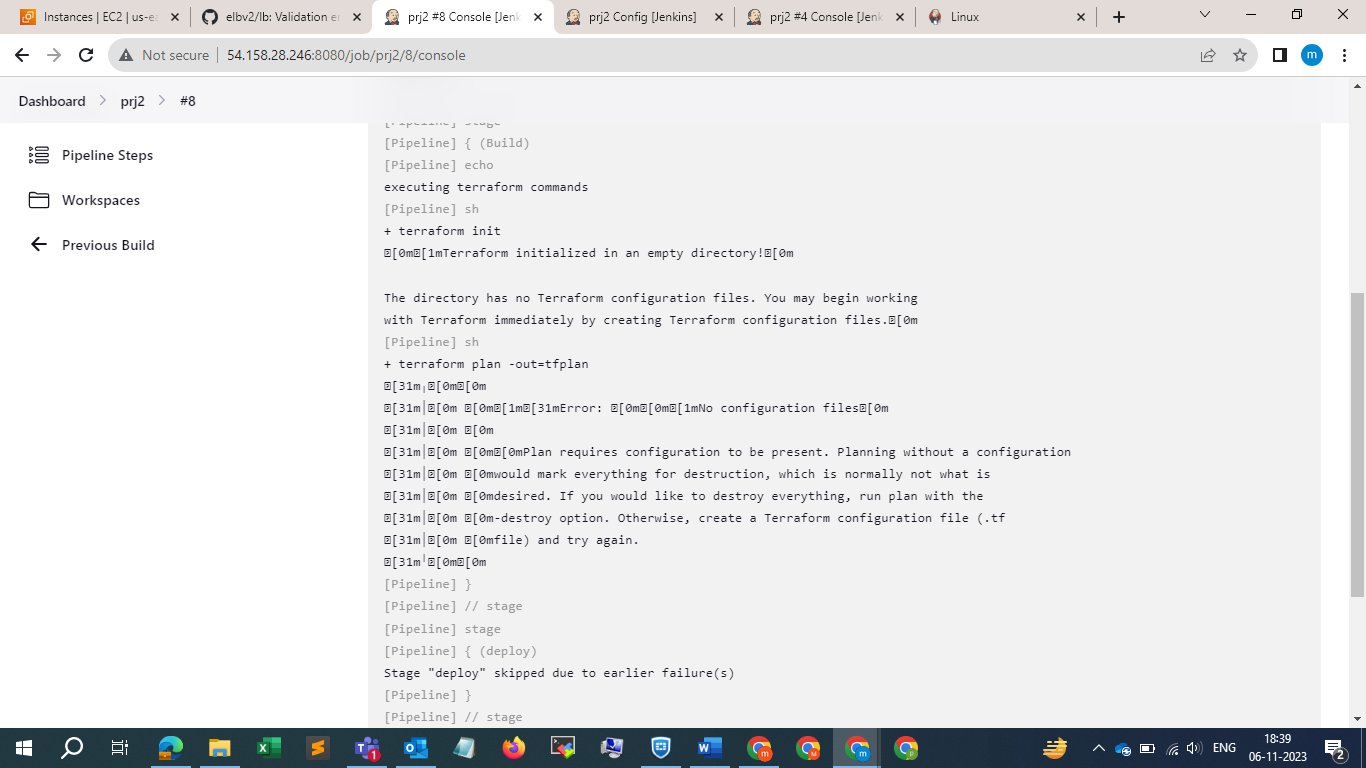 Instances | EC2 | us-ea
elbv2/lb: Validation er
prj2 #8 Console [Jenk
prj2 Config [Jenkins]
prj2 #4 Console [Jenk
Linux
Not secure
54.158.28.246:8080/job/prj2/8/console
m
Dashboard
prj2
#8
Pipeline Steps
Workspaces
Previous Build
[Pipeline] stage
[Pipeline] { (Build)
[Pipeline] echo
executing terraform commands
[Pipeline] sh
+ terraform init
[0m[1mTerraform initialized in an empty directory![0m
The directory has no Terraform configuration files. You may begin working
with Terraform immediately by creating Terraform configuration files.[0m
[Pipeline] sh
+ terraform plan -out=tfplan
[31m╷[0m[0m
[31m│[0m [0m[1m[31mError: [0m[0m[1mNo configuration files[0m
[31m│[0m [0m
[31m│[0m [0m[0mPlan requires configuration to be present. Planning without a configuration
[31m│[0m [0mwould mark everything for destruction, which is normally not what is
[31m│[0m [0mdesired. If you would like to destroy everything, run plan with the
[31m│[0m [0m-destroy option. Otherwise, create a Terraform configuration file (.tf
[31m│[0m [0mfile) and try again.
[31m╵[0m[0m
[Pipeline] }
[Pipeline] // stage
[Pipeline] stage
[Pipeline] { (deploy)
Stage "deploy" skipped due to earlier failure(s)
[Pipeline] }
[Pipeline] // stage
ENG
18:39
06-11-2023
2